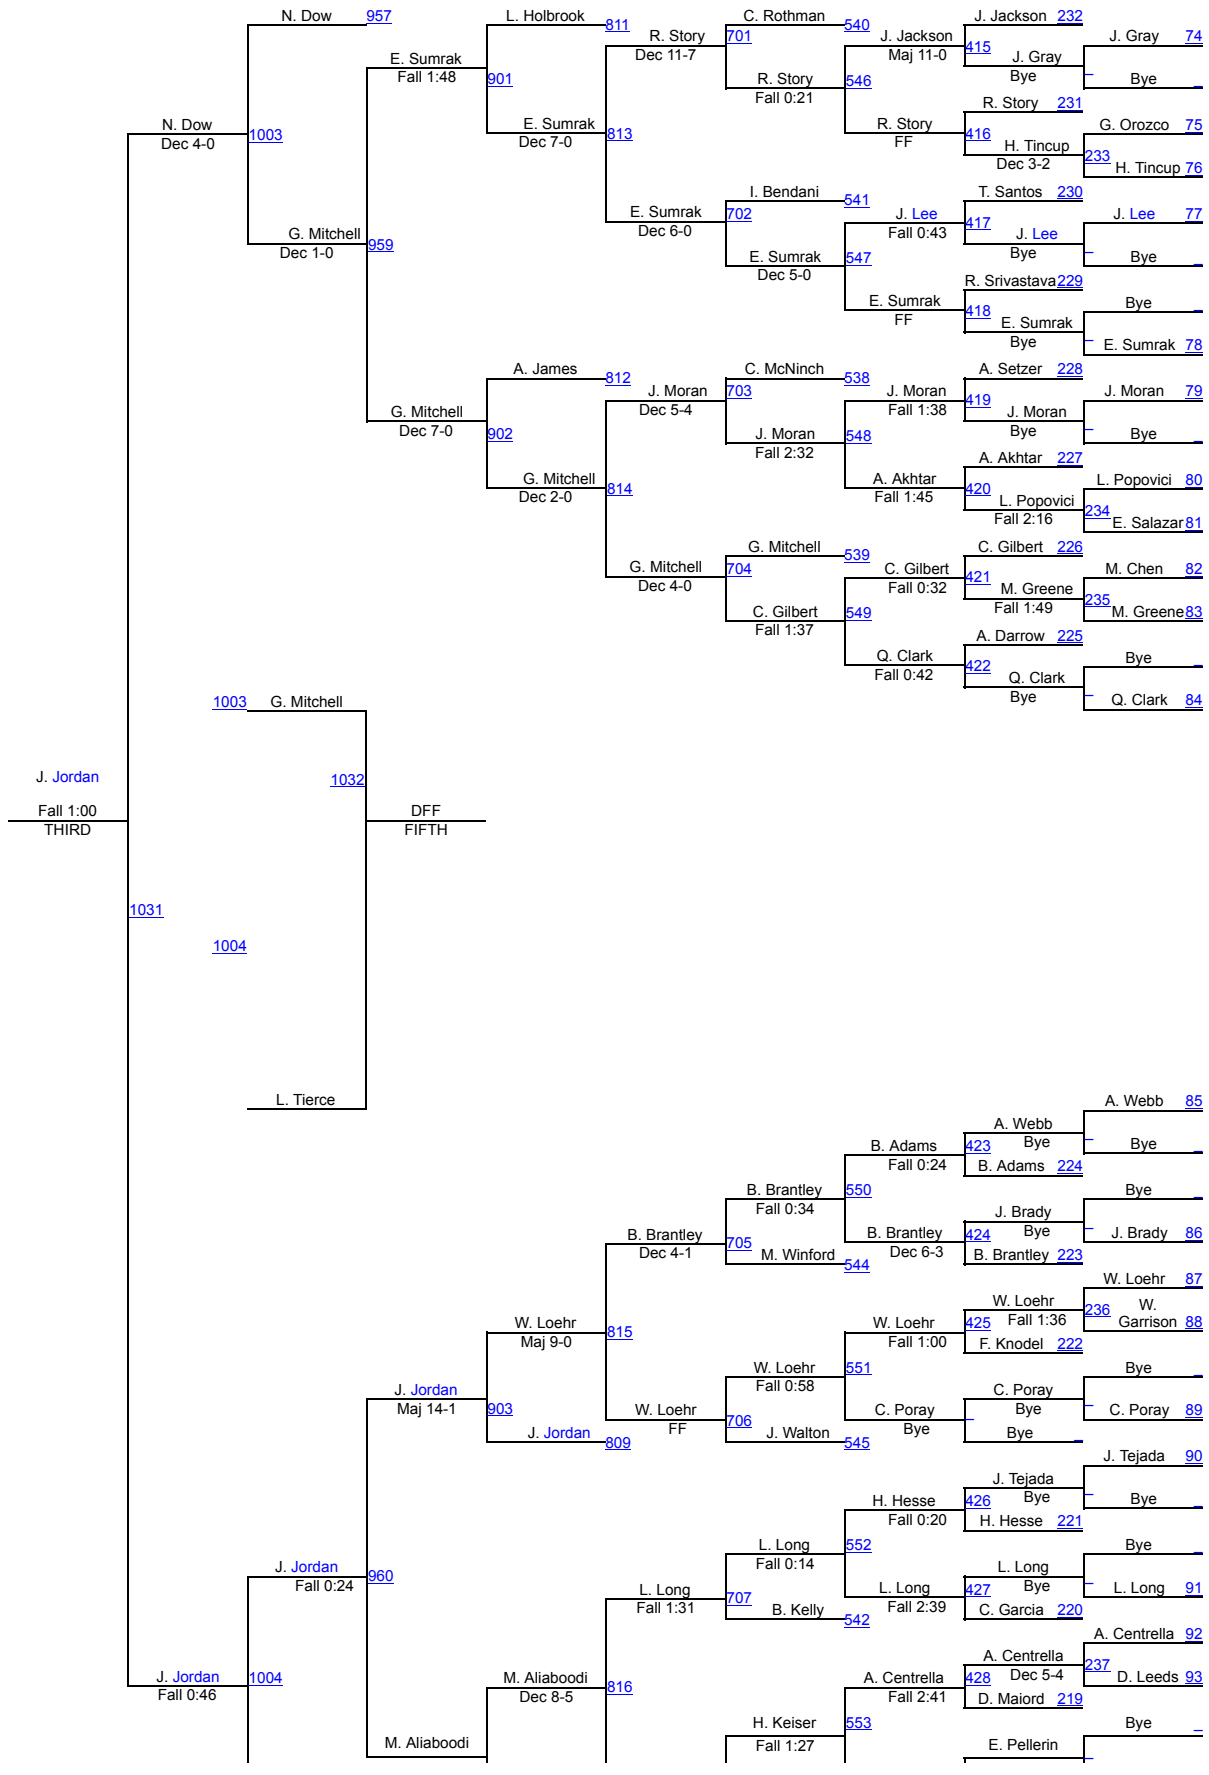 N. Dow 957 L. Holbrook 811 C. Rothman 540 J. Jackson 232
R. Story 701 J. Jackson J. Gray 74
Dec 11-7 Maj 11-0 415
E. Sumrak J. Gray
Fall 1:48 901 R. Story 546 Bye _ Bye _
Fall 0:21
R. Story 231
N. Dow E. Sumrak 813 R. Story 416 G. Orozco 75
Dec 4-0 1003 Dec 7-0 FF H. Tincup 233
Dec 3-2 H. Tincup 76
I. Bendani 541 T. Santos 230
E. Sumrak 702 J. Lee 417 J. Lee 77
Dec 6-0 Fall 0:43
G. Mitchell 959 J. Lee
Dec 1-0 E. Sumrak 547 Bye _ Bye _
Dec 5-0
R. Srivastava 229
E. Sumrak 418 Bye _
FF E. Sumrak
Bye _ E. Sumrak 78
A. James 812 C. McNinch 538 A. Setzer 228
J. Moran 703 J. Moran 419 J. Moran 79
Dec 5-4 Fall 1:38
G. Mitchell J. Moran
Dec 7-0 902 J. Moran 548 Bye _ Bye _
Fall 2:32
A. Akhtar 227
G. Mitchell 814 A. Akhtar 420 L. Popovici 80
Dec 2-0 Fall 1:45 L. Popovici 234
Fall 2:16 E. Salazar 81
G. Mitchell 539 C. Gilbert 226
G. Mitchell 704 C. Gilbert 421 M. Chen 82
Dec 4-0 Fall 0:32
M. Greene 235
C. Gilbert 549 Fall 1:49 M. Greene 83
Fall 1:37
A. Darrow 225
Q. Clark 422 Bye _
Fall 0:42 Q. Clark
Bye _ Q. Clark 84
1003 G. Mitchell
J. Jordan 1032
Fall 1:00 DFF
THIRD FIFTH
1031
1004
L. Tierce
A. Webb 85
A. Webb
B. Adams 423 Bye _ Bye _
Fall 0:24 B. Adams 224
B. Brantley 550 Bye _
Fall 0:34
J. Brady
B. Brantley B. Brantley 424 Bye _ J. Brady 86
Dec 4-1 705 Dec 6-3
M. Winford 544 B. Brantley 223
W. Loehr 87
W. Loehr 236 W.
W. Loehr 815 W. Loehr 425 Fall 1:36 Garrison 88
Maj 9-0 Fall 1:00 F. Knodel 222
W. Loehr 551 Bye _
Fall 0:58
J. Jordan C. Poray
Maj 14-1 903 W. Loehr 706 C. Poray _ Bye _ C. Poray 89
FF Bye
J. Jordan 809 J. Walton 545 Bye _
J. Tejada 90
J. Tejada
H. Hesse 426 Bye _ Bye _
Fall 0:20 H. Hesse 221
L. Long 552 Bye _
Fall 0:14
J. Jordan 960 L. Long
Fall 0:24 L. Long 707 L. Long 427 Bye _ L. Long 91
Fall 1:31 Fall 2:39
B. Kelly 542 C. Garcia 220
A. Centrella 92
A. Centrella 237
J. Jordan 1004 M. Aliaboodi 816 A. Centrella 428 Dec 5-4 D. Leeds 93
Fall 0:46 Dec 8-5 Fall 2:41 D. Maiord 219
H. Keiser 553 Bye _
M. Aliaboodi Fall 1:27 E. Pellerin _